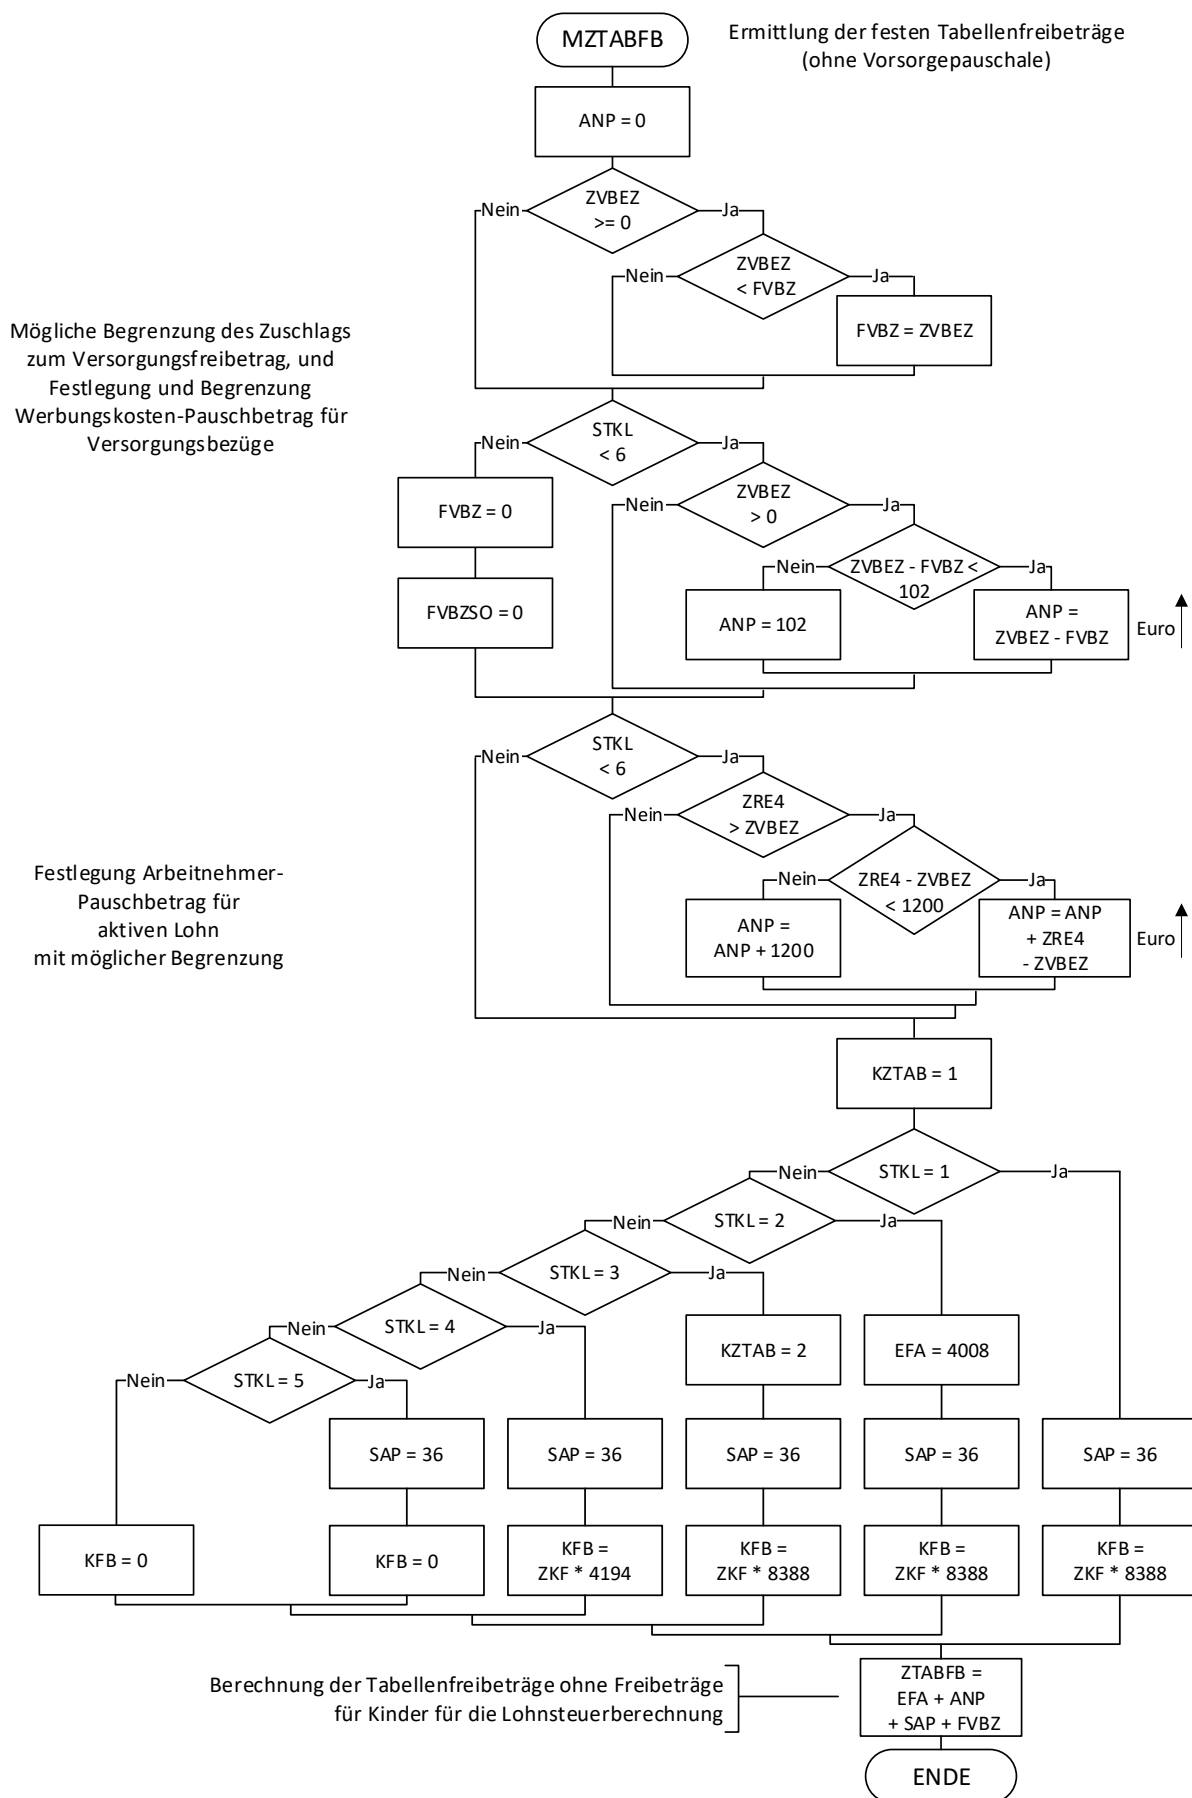 MZTABFB
Ermittlung der festen Tabellenfreibeträge
(ohne Vorsorgepauschale)
ANP = 0
ZVBEZ
>= 0
Nein
Ja
ZVBEZ
< FVBZ
Nein
Ja
FVBZ = ZVBEZ
Mögliche Begrenzung des Zuschlags
zum Versorgungsfreibetrag, und
Festlegung und Begrenzung
Werbungskosten-Pauschbetrag für
Versorgungsbezüge
STKL
< 6
Nein
Ja
FVBZ = 0
FVBZSO = 0
ZVBEZ
> 0
Nein
Ja
ZVBEZ - FVBZ <
102
Nein
Ja
ANP = 102
ANP =
ZVBEZ - FVBZ
Euro
STKL
< 6
Nein
Ja
ZRE4
> ZVBEZ
Nein
Ja
Festlegung Arbeitnehmer-
Pauschbetrag für
aktiven Lohn
mit möglicher Begrenzung
ZRE4 - ZVBEZ
< 1200
Nein
Ja
ANP =
ANP + 1200
ANP = ANP
+ ZRE4
- ZVBEZ
Euro
KZTAB = 1
STKL = 1
Nein
Ja
STKL = 2
Nein
Ja
STKL = 3
Nein
Ja
STKL = 4
Nein
Ja
STKL = 5
Nein
Ja
KZTAB = 2
EFA = 4008
SAP = 36
SAP = 36
SAP = 36
SAP = 36
SAP = 36
KFB = 0
KFB = 0
KFB =
ZKF * 4194
KFB =
ZKF * 8388
KFB =
ZKF * 8388
KFB =
ZKF * 8388
Berechnung der Tabellenfreibeträge ohne Freibeträge
für Kinder für die Lohnsteuerberechnung
ZTABFB =
EFA + ANP
+ SAP + FVBZ
ENDE